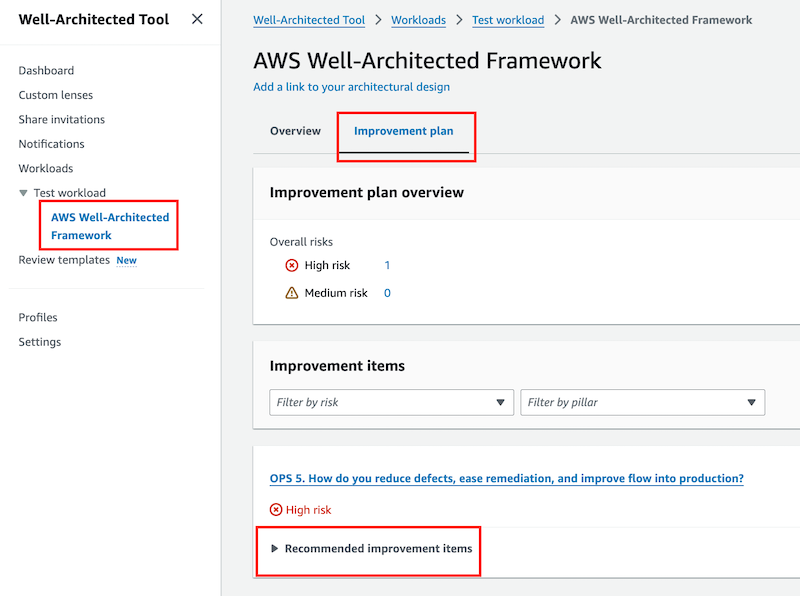 Well-Architected Tool
Dashboard
Custom lenses
Share invitations
Notifications
Workloads
Test workload
AWS Well-Architected
Framework
Review templates New
Profiles
Settings
Well-Architected Tool > Workloads > Test workload > AWS Well-Architected Framework
AWS Well-Architected Framework
Add a link to your architectural design
Overview Improvement plan
Improvement plan overview
Overall risks
High risk 1
Medium risk 0
Improvement items
Filter by risk Filter by pillar
OPS 5. How do you reduce defects, ease remediation, and improve flow into production?
High risk
Recommended improvement items